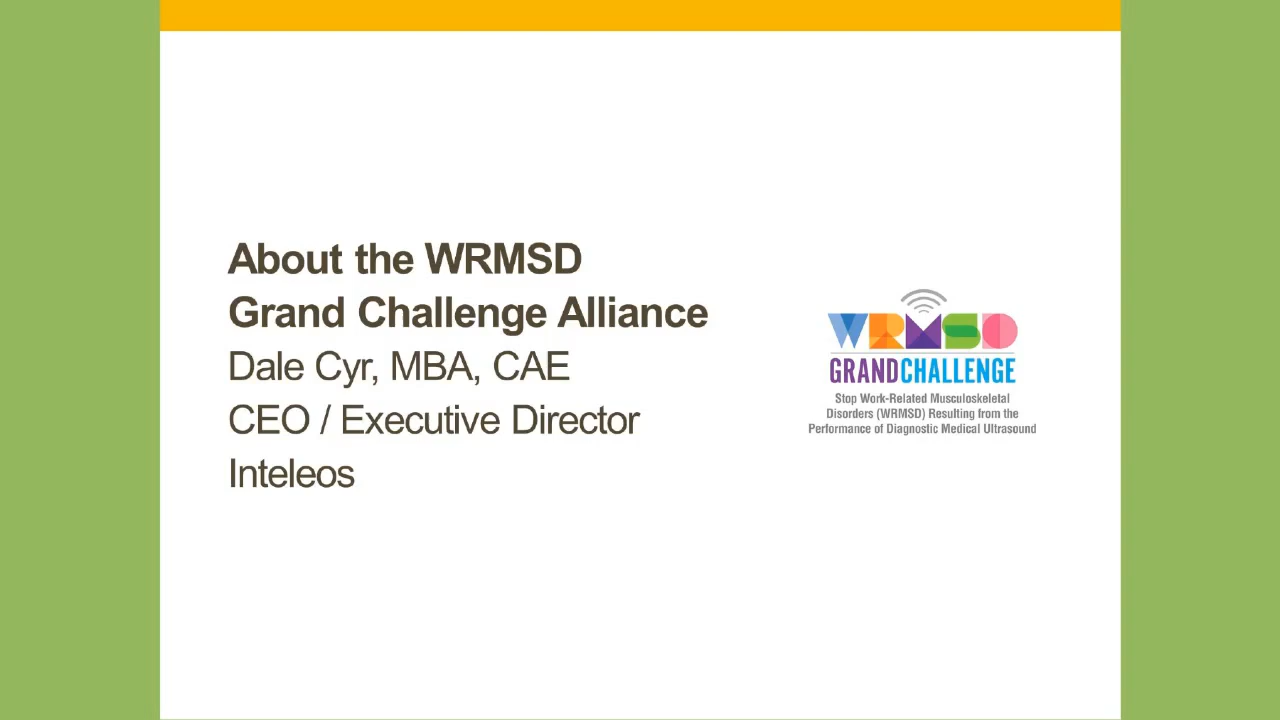 About the WRMSD
Grand Challenge Alliance
Dale Cyr, MBA, CAE
CEO / Executive Director
Inteleos
WRMSD
GRANDCHALLENGE
Stop Work-Related Musculoskeletal
Disorders (WRMSD) Resulting from the
Performance of Diagnostic Medical Ultrasound